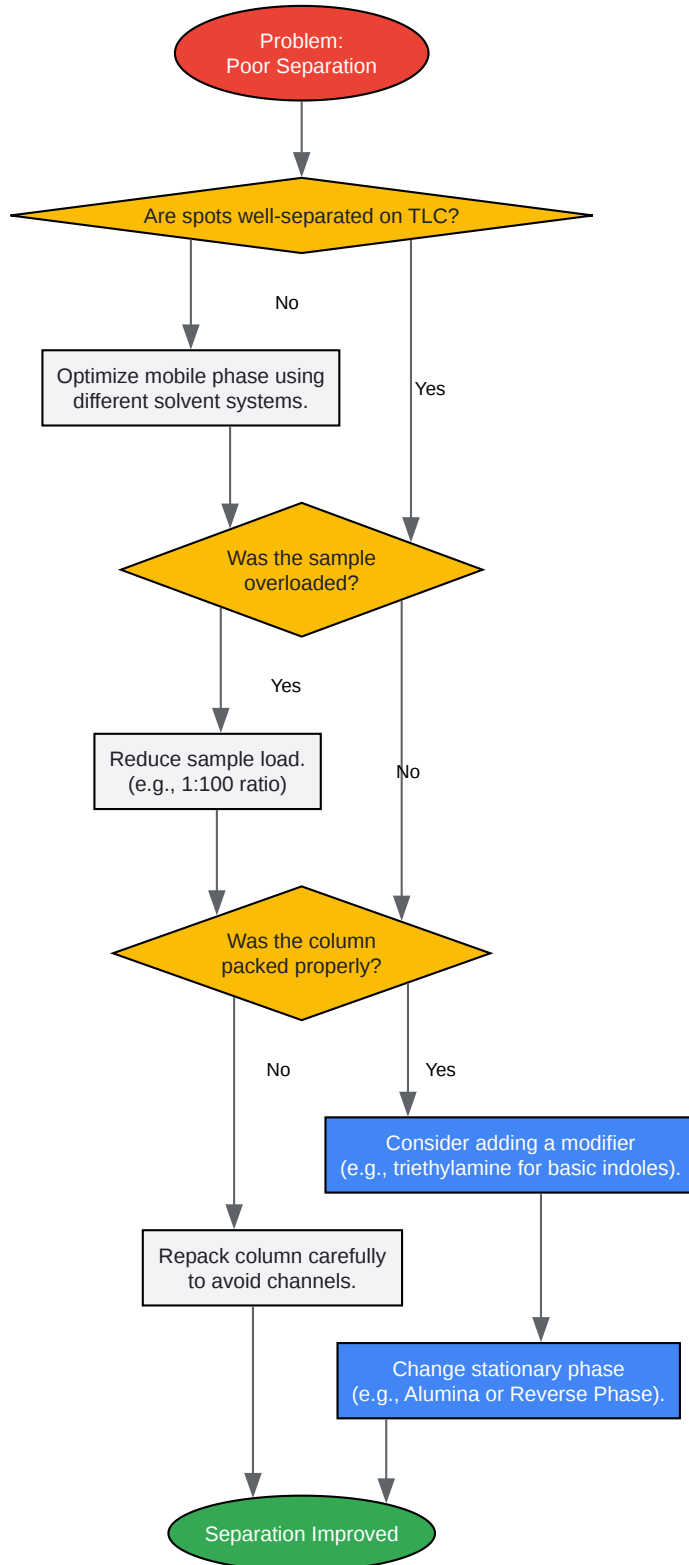 Problem:
Poor Separation
Are spots well-separated on TLC?
No
Optimize mobile phase using
different solvent systems.
Yes
Was the sample
overloaded?
Yes
Reduce sample load.
(e.g., 1:100 ratio)
No
Was the column
packed properly?
No
Yes
Consider adding a modifier
(e.g., triethylamine for basic indoles).
Repack column carefully
to avoid channels.
Change stationary phase
(e.g., Alumina or Reverse Phase).
Separation Improved